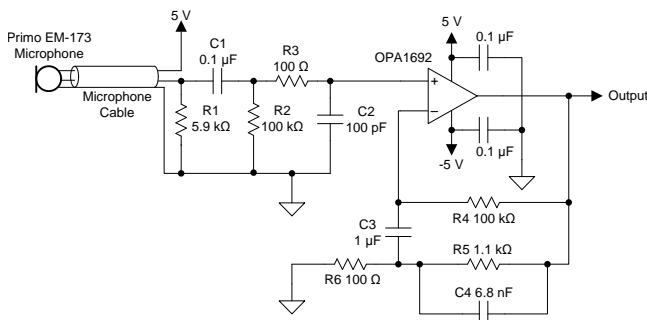 Primo EM-173
Microphone
5 V
Microphone
Cable
C1
0.1 µF
R1
5.9 kΩ
R2
100 kΩ
R3
100 Ω
C2
100 pF
OPA1692
5 V
0.1 µF
+
−
-5 V
0.1 µF
Output
R4 100 kΩ
C3
1 µF
R5 1.1 kΩ
R6 100 Ω
C4 6.8 nF